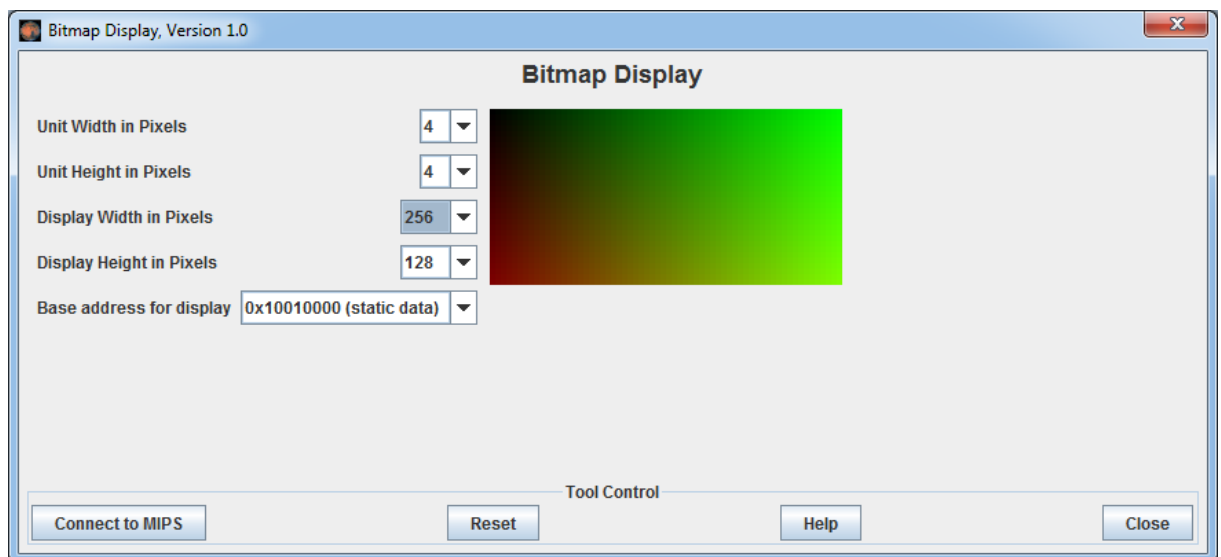 Bitmap Display, Version 1.0
Bitmap Display
Unit Width in Pixels 4
Unit Height in Pixels 4
Display Width in Pixels 256
Display Height in Pixels 128
Base address for display 0x10010000 (static data)
Tool Control
Connect to MIPS Reset Help Close